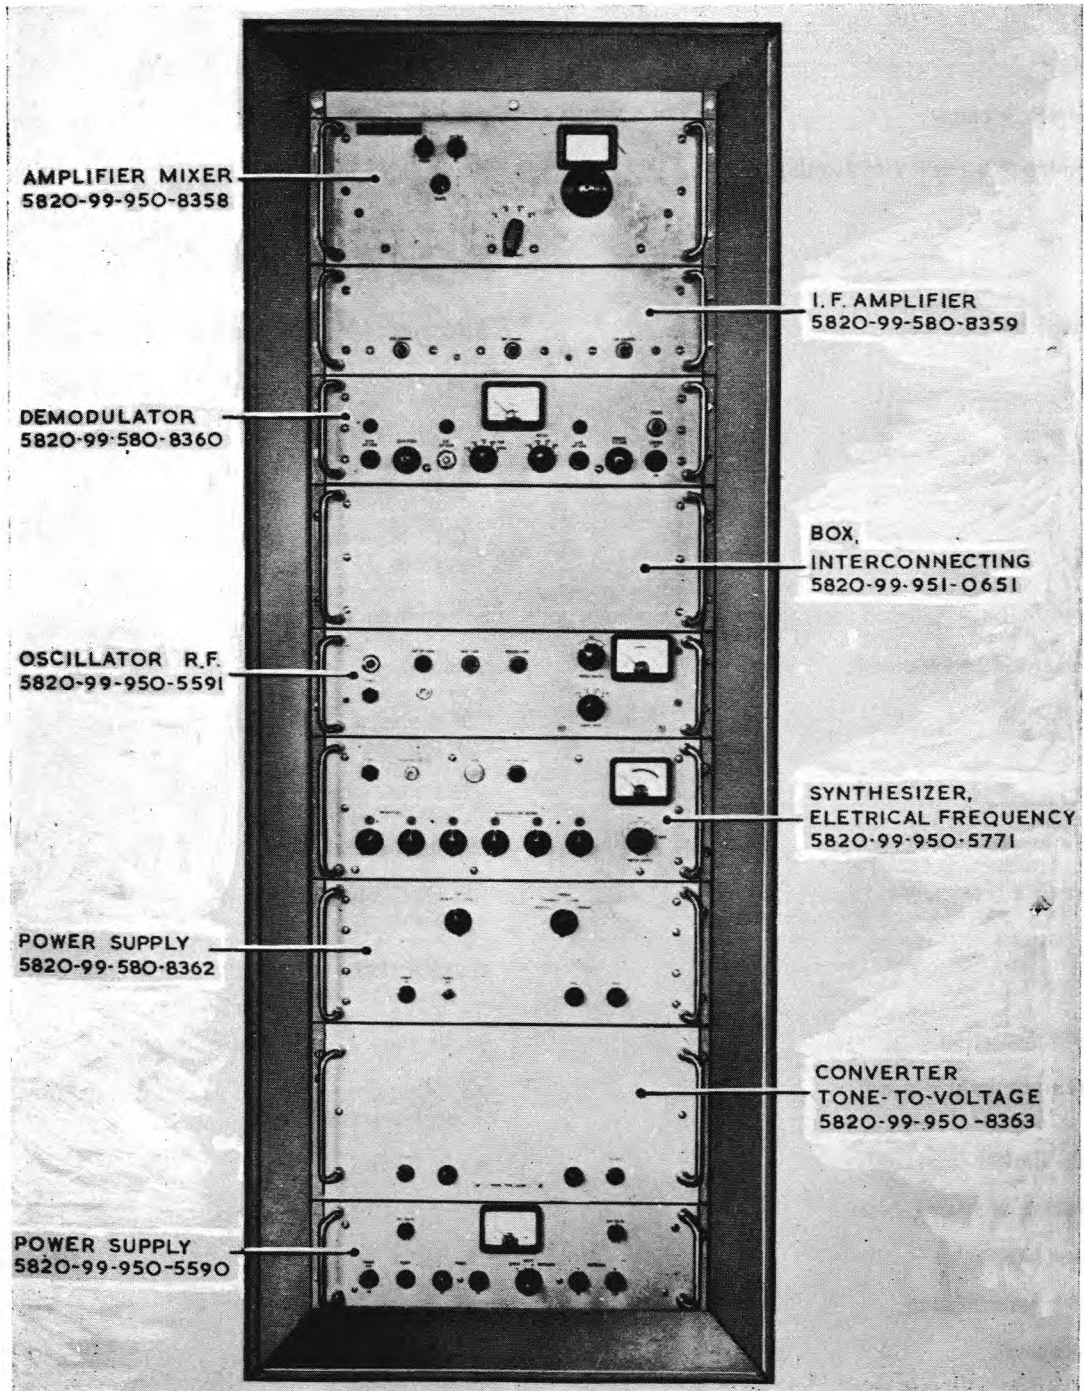 AMPLIFIER MIXER
5820-99-950-8358
I.F. AMPLIFIER
5820-99-580-8359
DEMODULATOR
5820-99-580-8360
BOX,
INTERCONNECTING
5820-99-951-0651
OSCILLATOR R.F.
5820-99-950-5591
SYNTHESIZER,
ELETRICAL FREQUENCY
5820-99-950-5771
POWER SUPPLY
5820-99-580-8362
CONVERTER
TONE-TO-VOLTAGE
5820-99-950-8363
POWER SUPPLY
5820-99-950-5590